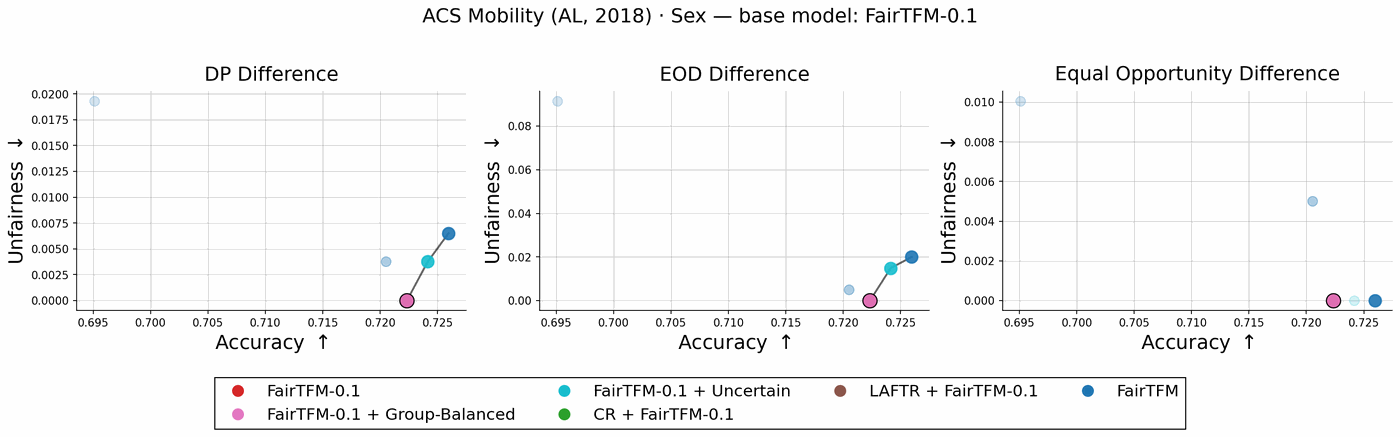 ACS Mobility (AL, 2018) · Sex — base model: FairTFM-0.1
DP Difference
Unfairness ↓
0.0200
0.0175
0.0150
0.0125
0.0100
0.0075
0.0050
0.0025
0.0000
0.695 0.700 0.705 0.710 0.715 0.720 0.725
Accuracy ↑
EOD Difference
Unfairness ↓
0.08
0.06
0.04
0.02
0.00
0.695 0.700 0.705 0.710 0.715 0.720 0.725
Accuracy ↑
Equal Opportunity Difference
Unfairness ↓
0.010
0.008
0.006
0.004
0.002
0.000
0.695 0.700 0.705 0.710 0.715 0.720 0.725
Accuracy ↑
FairTFM-0.1 FairTFM-0.1 + Uncertain LAFTR + FairTFM-0.1 FairTFM
FairTFM-0.1 + Group-Balanced CR + FairTFM-0.1